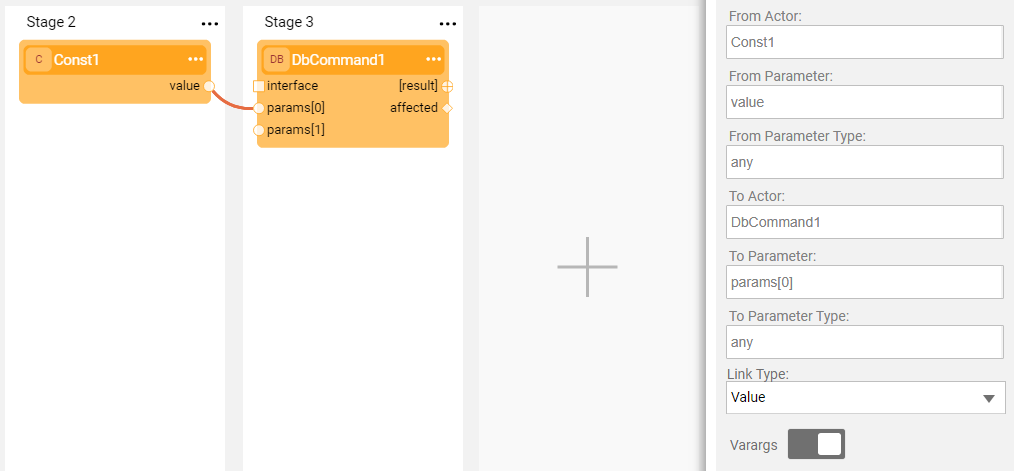 Stage 2
C Const1
value
Stage 3
DB DbCommand1
interface [result]
params[0] affected
params[1]
From Actor:
Const1
From Parameter:
value
From Parameter Type:
any
To Actor:
DbCommand1
To Parameter:
params[0]
To Parameter Type:
any
Link Type:
Value
Varargs